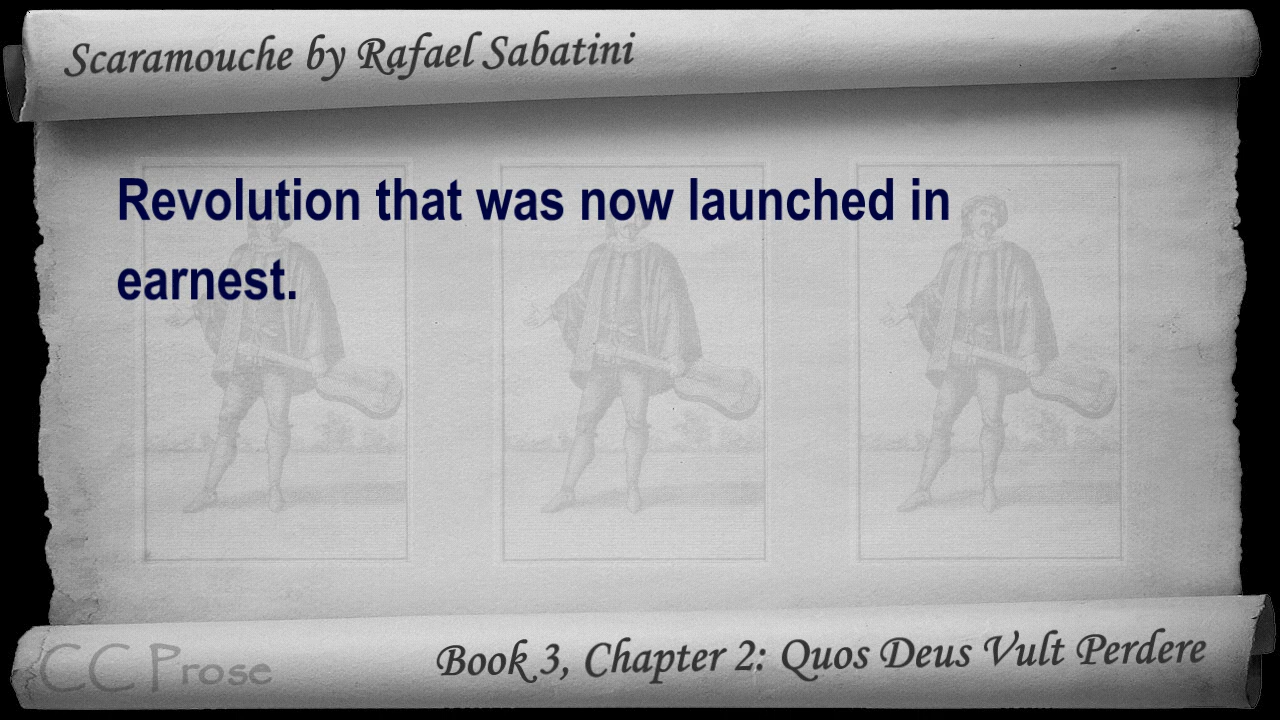 Scaramouche by Rafael Sabatini
Revolution that was now launched in
earnest.
CC Prose
Book 3, Chapter 2: Quos Deus Vult Perdere